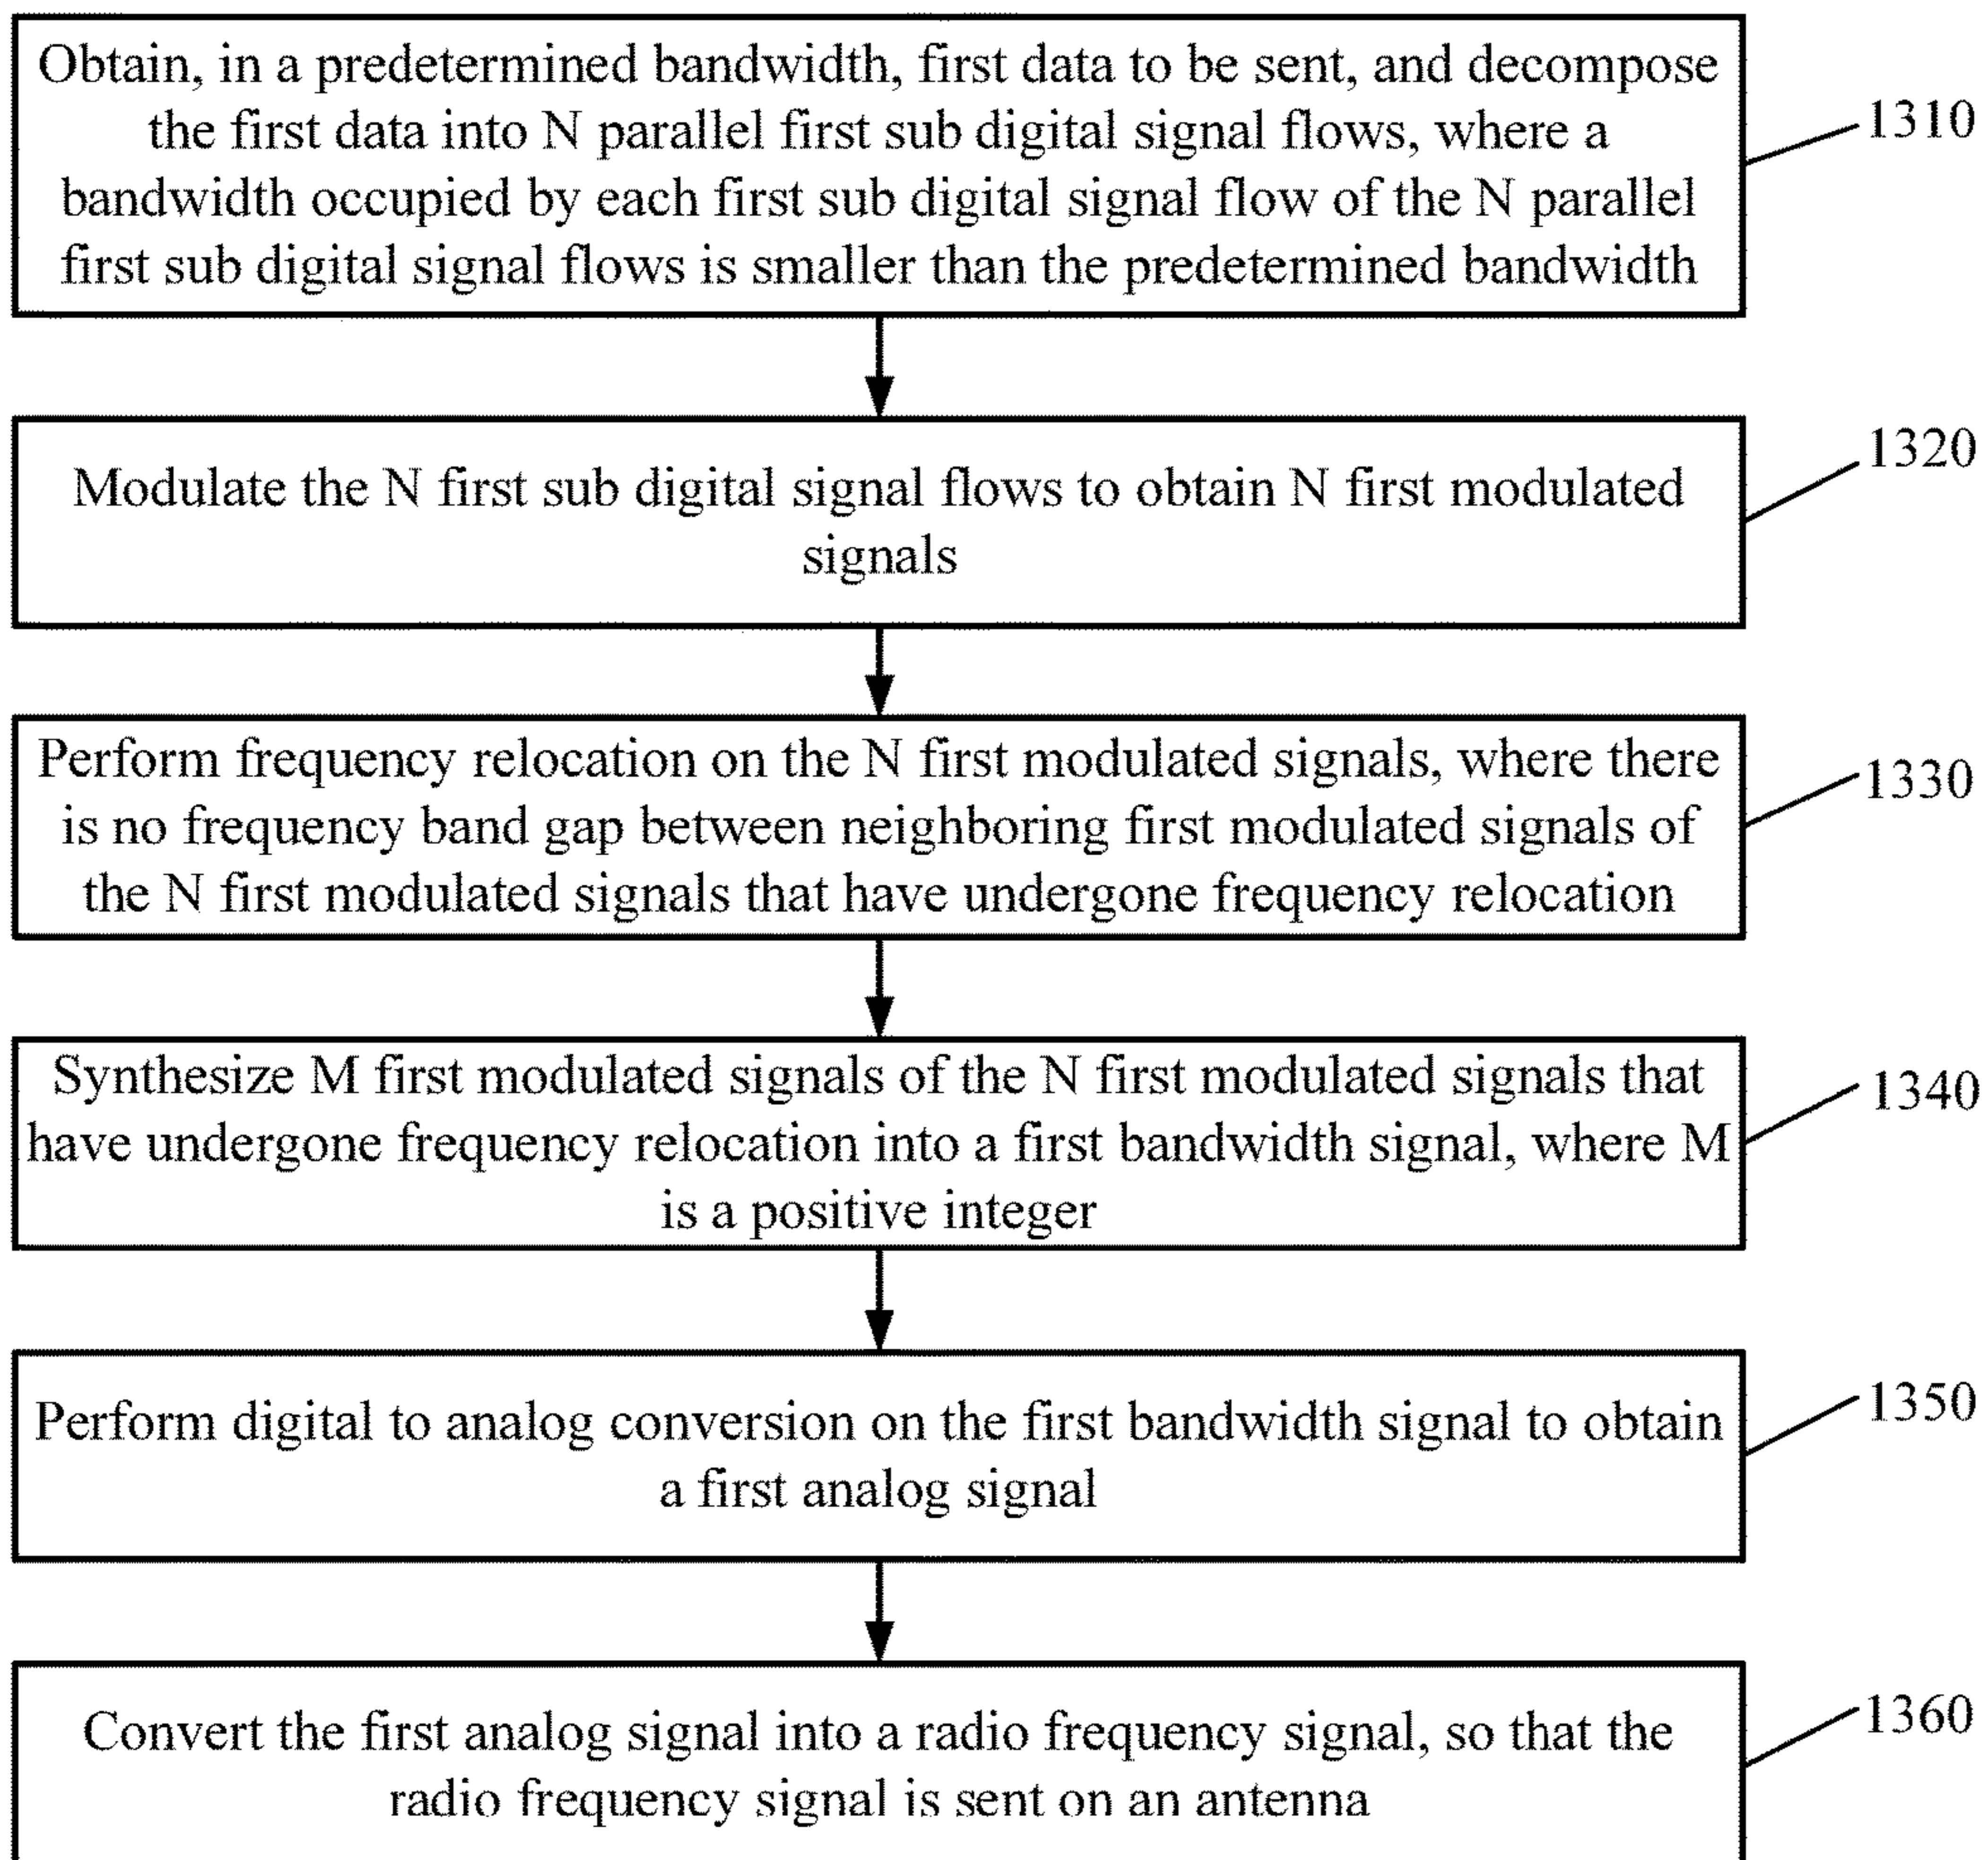 Obtain, in a predetermined bandwidth, first data to be sent, and decompose
the first data into N parallel first sub digital signal flows, where a
bandwidth occupied by each first sub digital signal flow of the N parallel
first sub digital signal flows is smaller than the predetermined bandwidth
1310
Modulate the N first sub digital signal flows to obtain N first modulated
signals
1320
Perform frequency relocation on the N first modulated signals, where there
is no frequency band gap between neighboring first modulated signals of
the N first modulated signals that have undergone frequency relocation
1330
Synthesize M first modulated signals of the N first modulated signals that
have undergone frequency relocation into a first bandwidth signal, where M
is a positive integer
1340
Perform digital to analog conversion on the first bandwidth signal to obtain
a first analog signal
1350
Convert the first analog signal into a radio frequency signal, so that the
radio frequency signal is sent on an antenna
1360